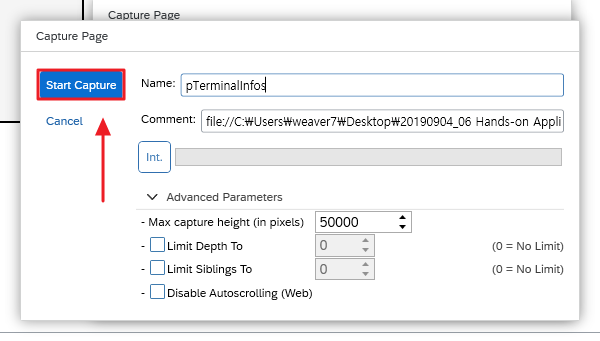 Capture Page
Capture Page
Start Capture
Cancel
Name: pTerminalInfos
Comment: file://C:₩Users₩weaver7₩Desktop₩20190904_06 Hands-on Appli
Int.
Advanced Parameters
- Max capture height (in pixels) 50000
- Limit Depth To 0 (0 = No Limit)
- Limit Siblings To 0 (0 = No Limit)
- Disable Autoscrolling (Web)